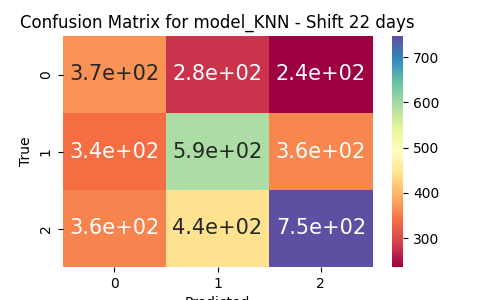 Confusion Matrix for model_KNN - Shift 22 days
True
0 3.7e+02 2.8e+02 2.4e+02
1 3.4e+02 5.9e+02 3.6e+02
2 3.6e+02 4.4e+02 7.5e+02
0 1 2
Predicted
700
600
500
400
300